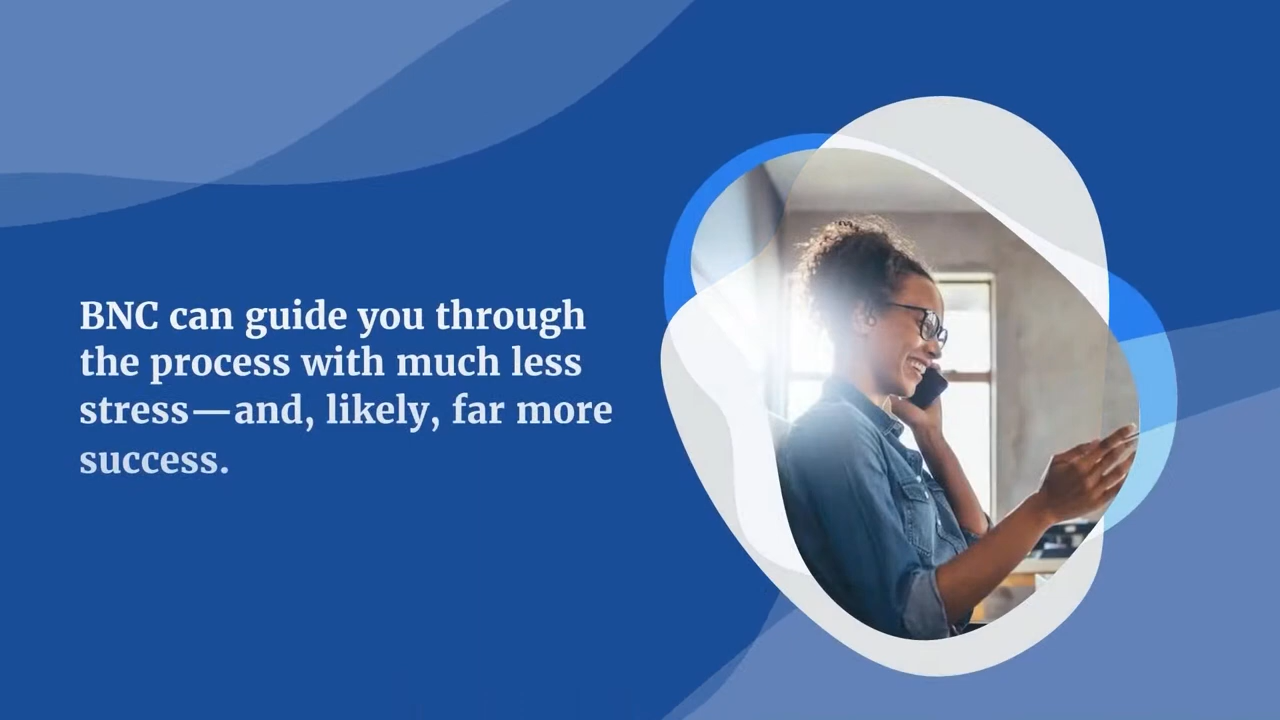 BNC can guide you through
the process with much less
stress—and, likely, far more
success.